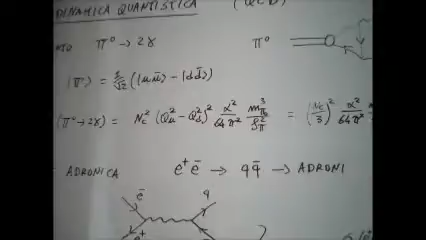 DINAMICA QUANTISTICA (QCD)
π⁰ → 2γ π⁰
|π⁰⟩ = 1/√2 (|uū⟩ - |dd̄⟩)
(π⁰→2γ) = N_c² (Q_u² - Q_d²)² α²/64π² m_π³/f_π² = (N_c/3)² α²/64π²
ADRONICA e⁺e⁻ → qq̄ → ADRONI
e⁻ q
e⁺